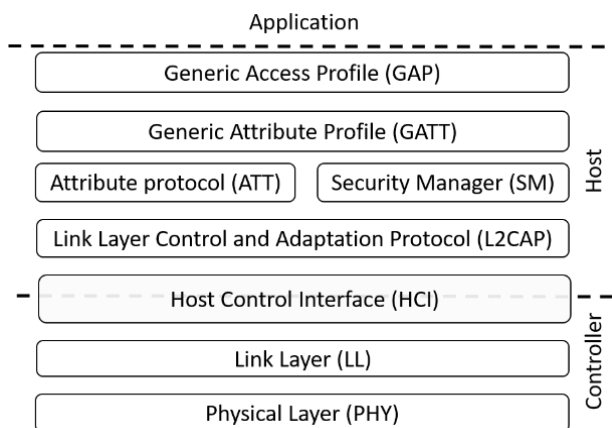 Application
Generic Access Profile (GAP)
Generic Attribute Profile (GATT)
Attribute protocol (ATT)
Security Manager (SM)
Host
Link Layer Control and Adaptation Protocol (L2CAP)
Host Control Interface (HCI)
Link Layer (LL)
Controller
Physical Layer (PHY)